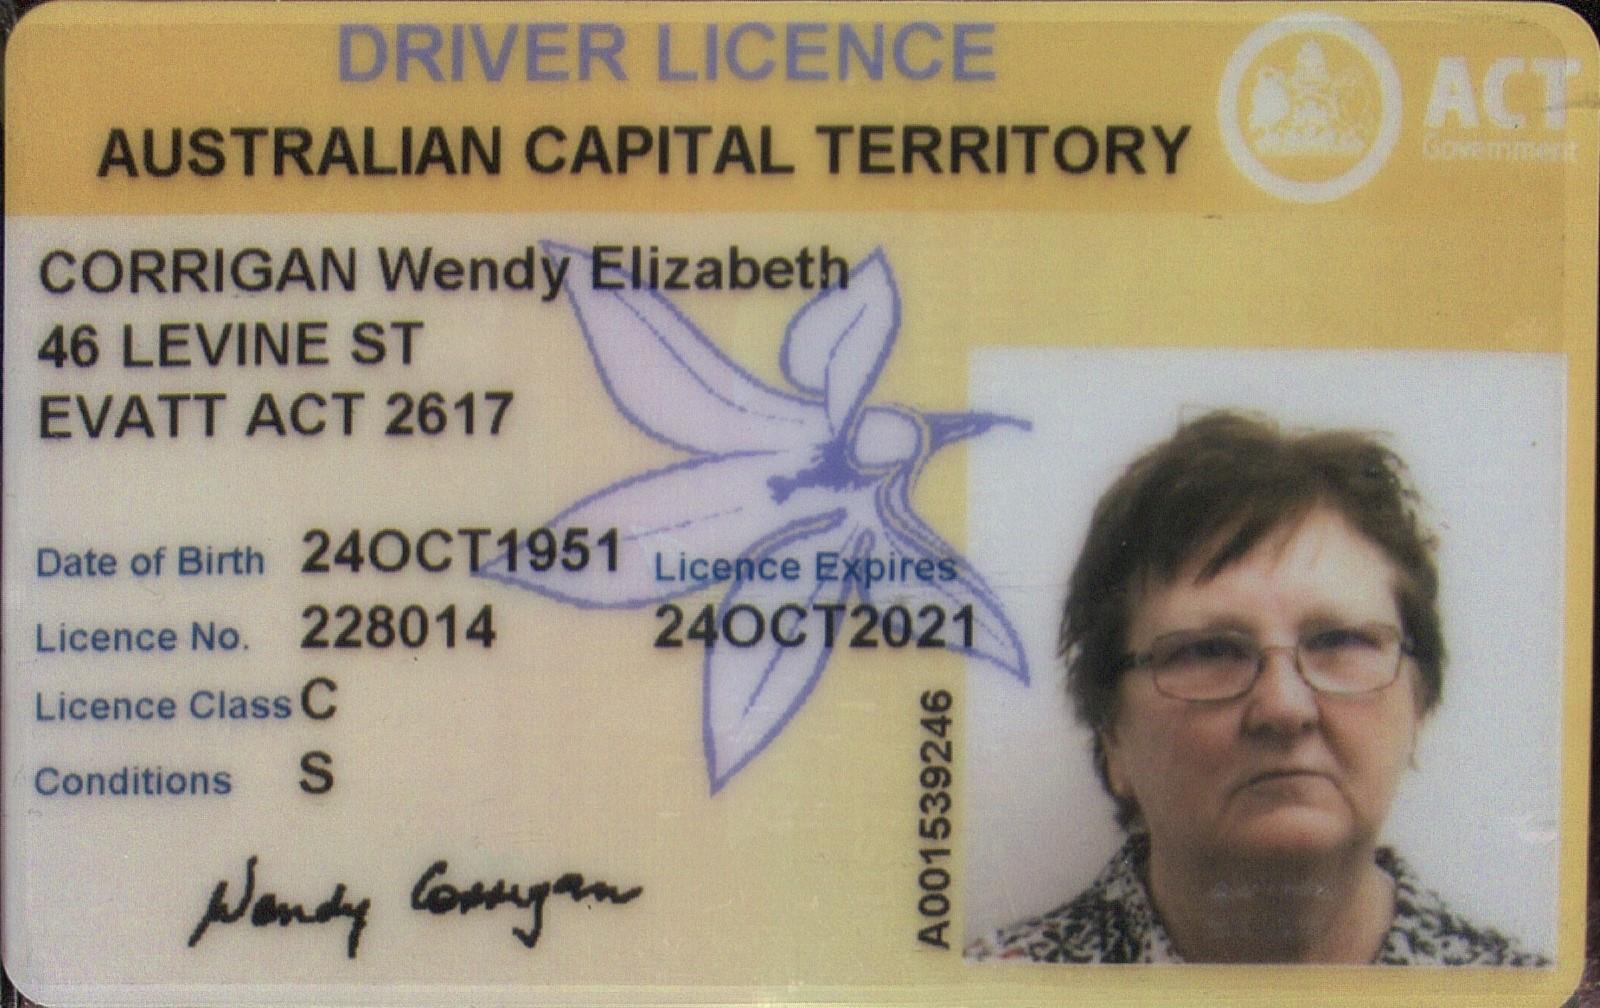 DRIVER LICENCE
AUSTRALIAN CAPITAL TERRITORY
ACT
Government
CORRIGAN Wendy Elizabeth
46 LEVINE ST
EVATT ACT 2617
Date of Birth 24OCT1951
Licence Expires
Licence No. 228014
24OCT2021
Licence Class C
Conditions S
A001539246
Wendy Corrigan